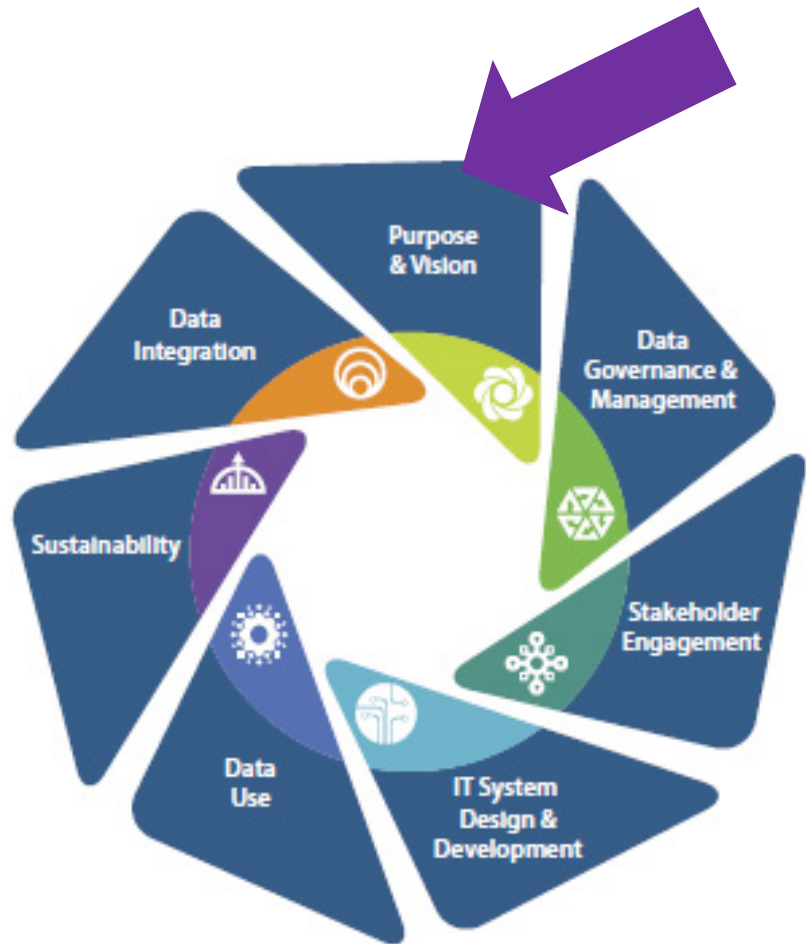 Purpose
& Vision
Data
Governance &
Management
Stakeholder
Engagement
IT System
Design &
Development
Data
Use
Sustainability
Data
Integration